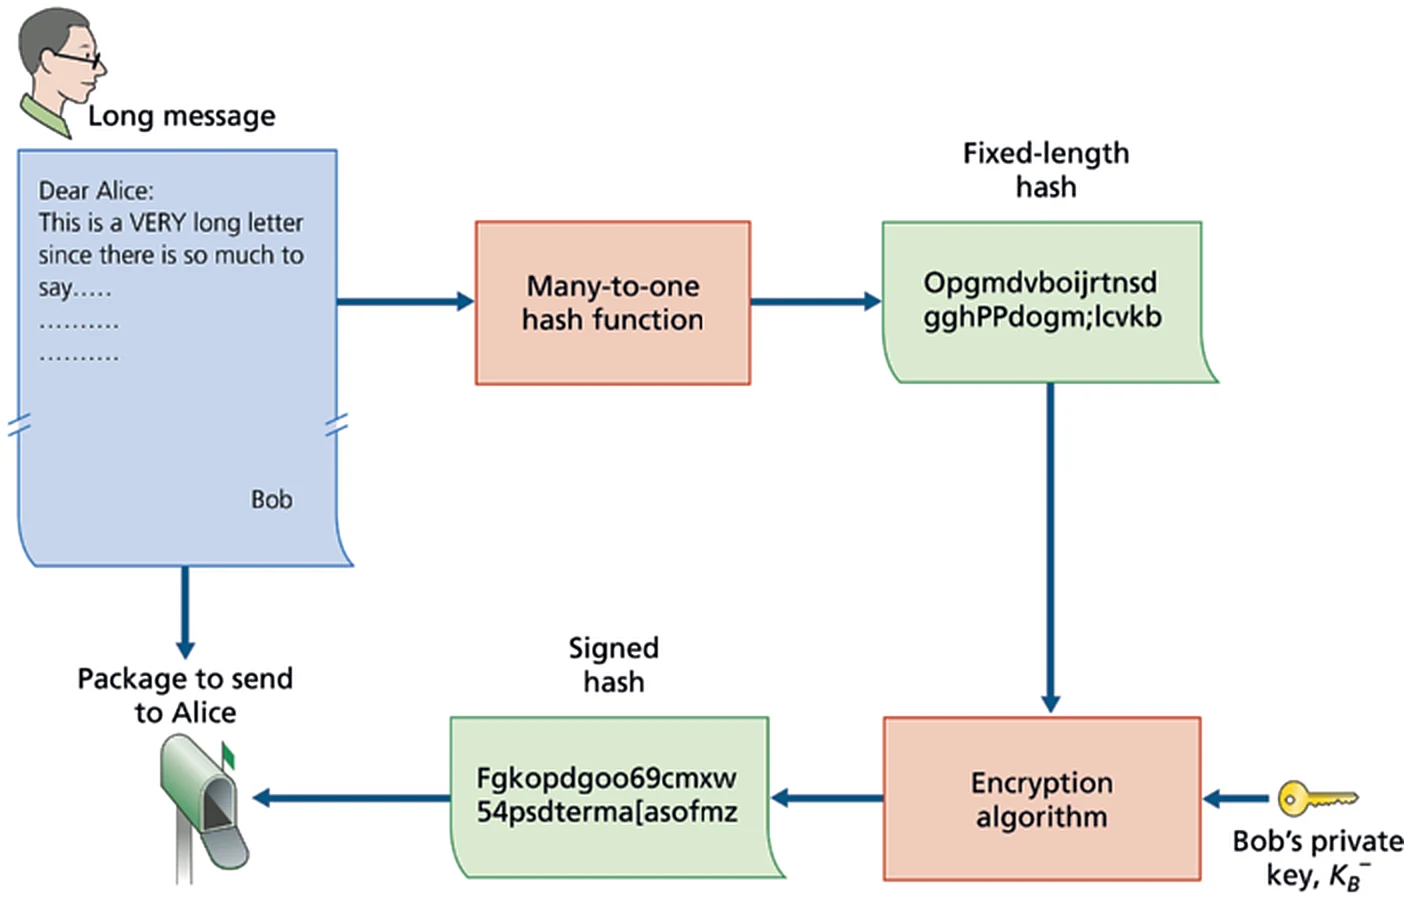 Long message
Dear Alice:
This is a VERY long letter
since there is so much to
say.....
..........
..........
Bob
Many-to-one
hash function
Fixed-length
hash
Opgmdvboijrtnsd
gghPPdogm;lcvkb
Package to send
to Alice
Signed
hash
Fgkopdgoo69cmxw
54psdterma[asofmz
Encryption
algorithm
Bob’s private
key, K_B⁻